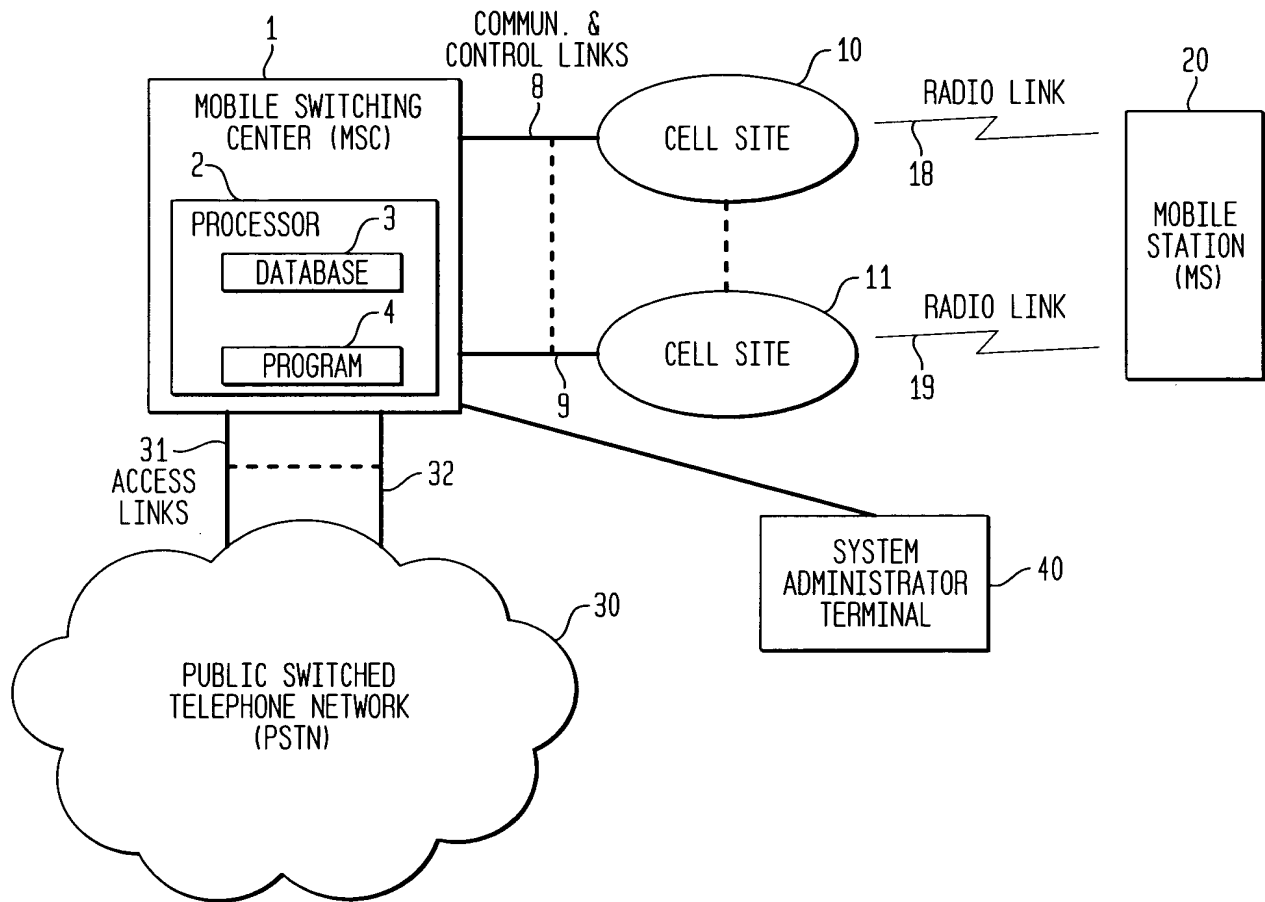 1
MOBILE SWITCHING
CENTER (MSC)
2
PROCESSOR
3
DATABASE
4
PROGRAM
COMMUN. &
CONTROL LINKS
8
9
10
CELL SITE
11
CELL SITE
RADIO LINK
18
RADIO LINK
19
20
MOBILE
STATION
(MS)
31
ACCESS
LINKS
32
SYSTEM
ADMINISTRATOR
TERMINAL
40
30
PUBLIC SWITCHED
TELEPHONE NETWORK
(PSTN)